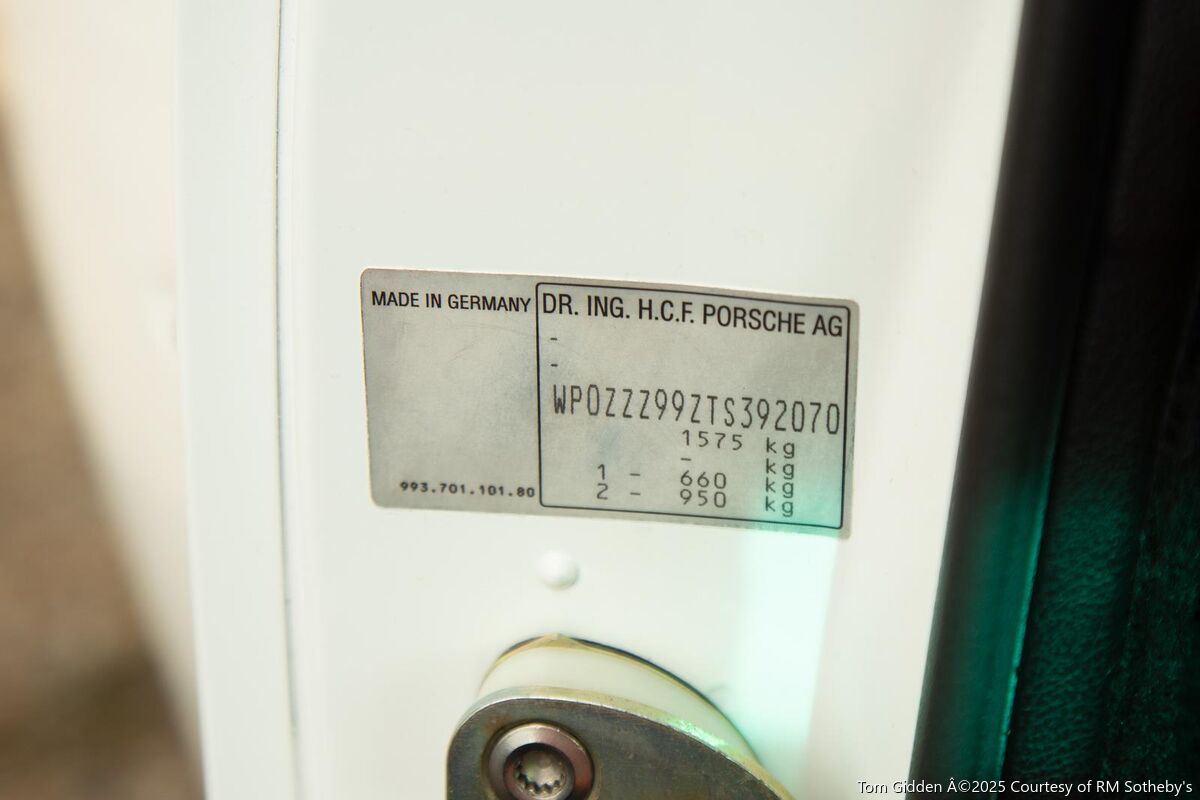 MADE IN GERMANY
DR. ING. H.C.F. PORSCHE AG
-
-
WP0ZZZ99ZTS392070
1575 kg
- kg
1 - 660 kg
2 - 950 kg
993.701.101.80
Tom Gidden Â©2025 Courtesy of RM Sotheby's